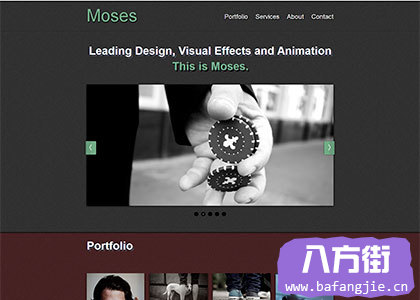 Moses
Portfolio Services About Contact
Leading Design, Visual Effects and Animation
This is Moses.
Portfolio
八方街
www.bafangjie.cn